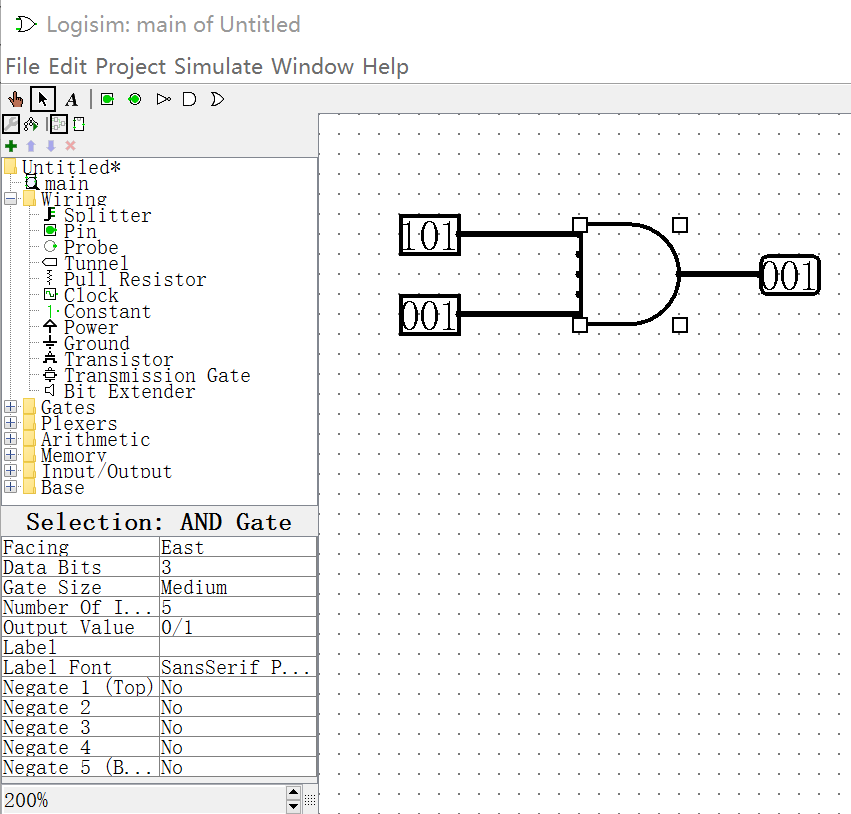 Logisim: main of Untitled
File Edit Project Simulate Window Help
A
Untitled*
main
Wiring
Splitter
Pin
Probe
Tunnel
Pull Resistor
Clock
1 Constant
Power
Ground
Transistor
Transmission Gate
Bit Extender
Gates
Plexers
Arithmetic
Memory
Input/Output
Base
Selection: AND Gate
Facing East
Data Bits 3
Gate Size Medium
Number Of I... 5
Output Value 0/1
Label
Label Font SansSerif P...
Negate 1 (Top) No
Negate 2 No
Negate 3 No
Negate 4 No
Negate 5 (B... No
200%
101
001
001